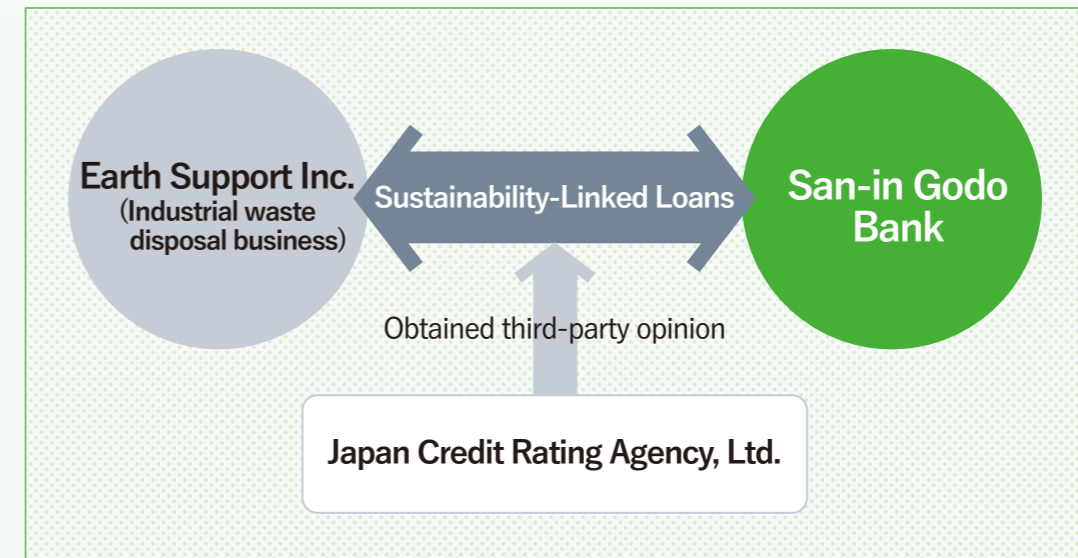 Earth Support Inc.
(Industrial waste
disposal business)
Sustainability-Linked Loans
San-in Godo
Bank
Obtained third-party opinion
Japan Credit Rating Agency, Ltd.